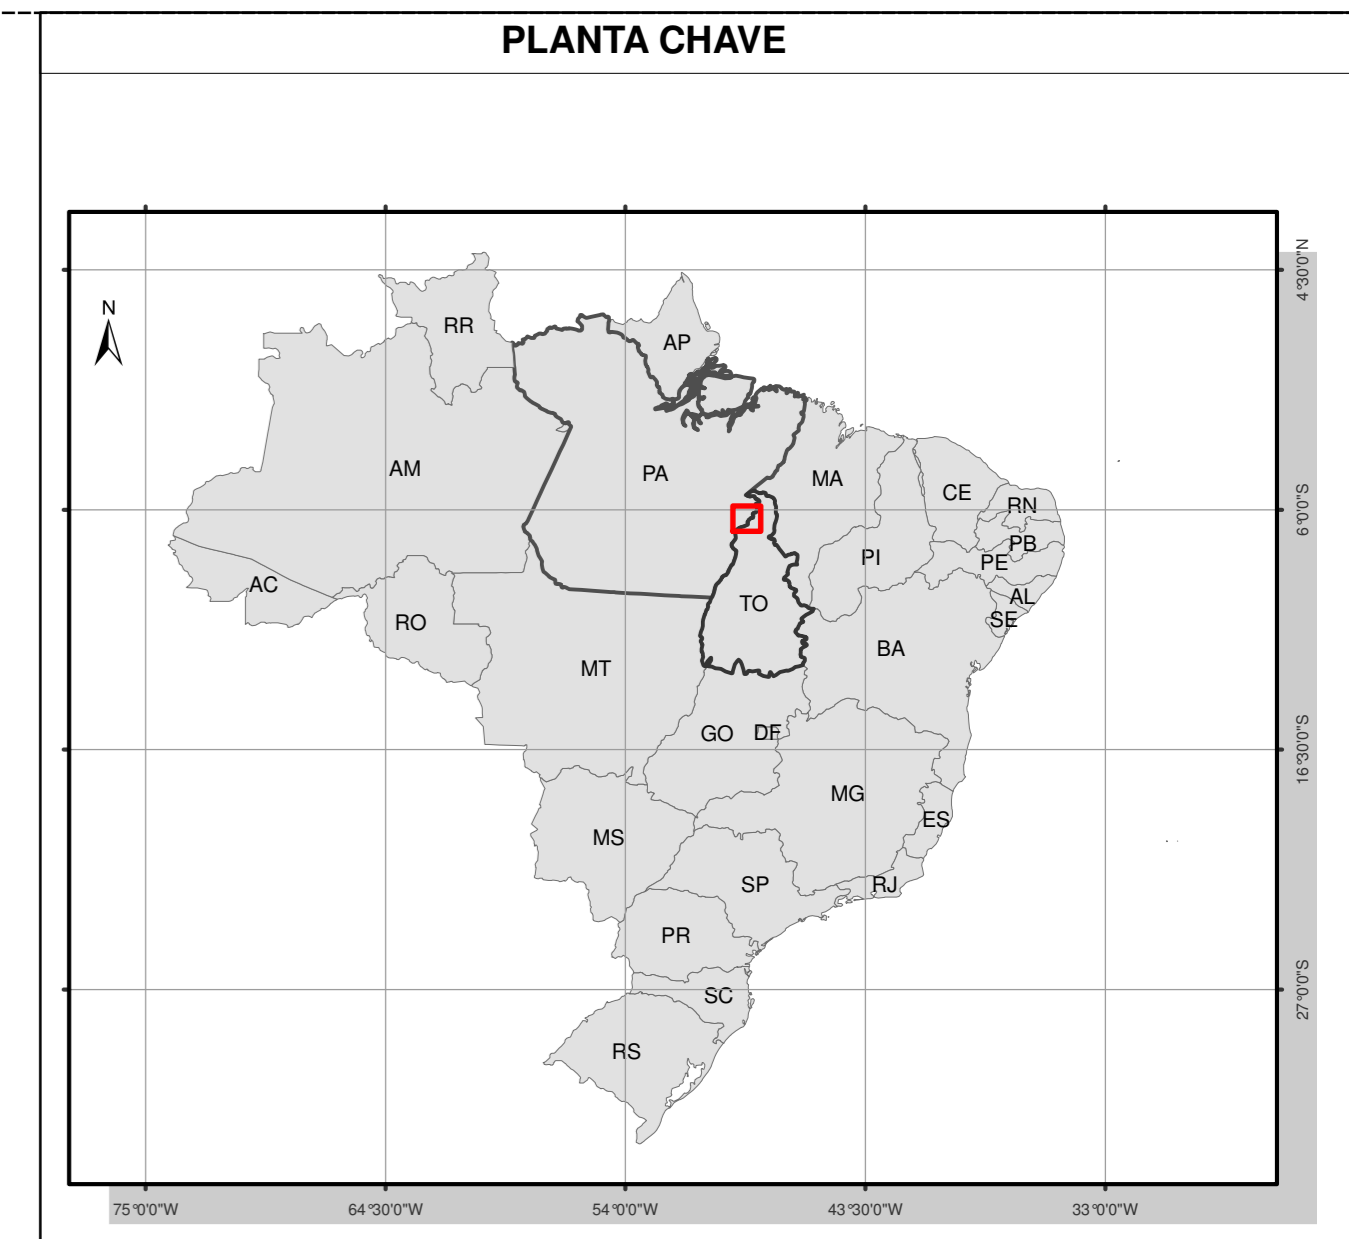 PLANTA CHAVE
4°30'0"N
N
RR
AP
AM
PA
MA
CE
RN
6°0'0"S
PB
PI
PE
AC
AL
TO
SE
RO
BA
MT
GO
DF
16°30'0"S
MG
ES
MS
SP
RJ
PR
27°0'0"S
SC
RS
75°0'0"W
64°30'0"W
54°0'0"W
43°30'0"W
33°0'0"W